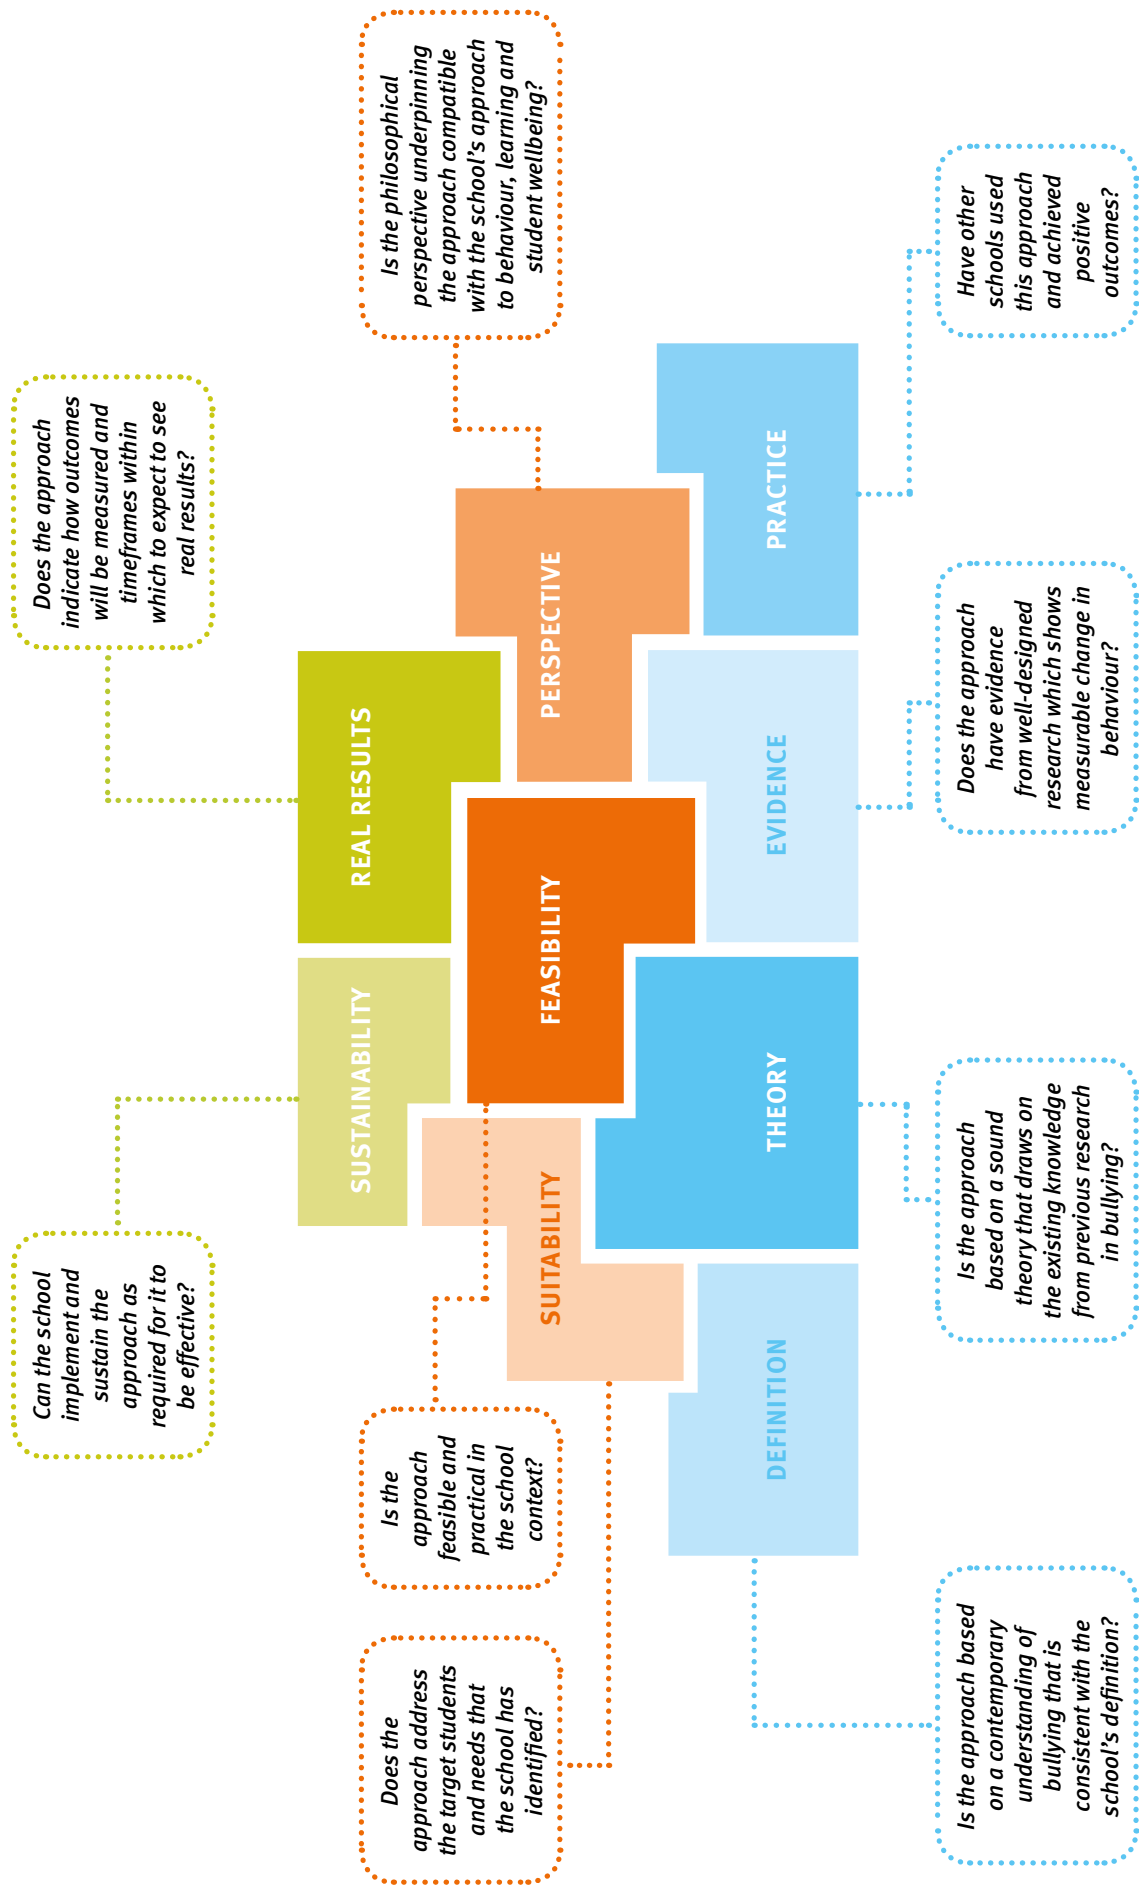 Can the school
implement and
sustain the
approach as
required for it to
be effective?
Does the approach
indicate how outcomes
will be measured and
timeframes within
which to expect to see
real results?
Does the
approach address
the target students
and needs that
the school has
identified?
Is the
approach
feasible and
practical in
the school
context?
Is the philosophical
perspective underpinning
the approach compatible
with the school's approach
to behaviour, learning and
student wellbeing?
SUSTAINABILITY
REAL RESULTS
SUITABILITY
FEASIBILITY
PERSPECTIVE
DEFINITION
THEORY
EVIDENCE
PRACTICE
Is the approach based
on a contemporary
understanding of
bullying that is
consistent with the
school's definition?
Is the approach
based on a sound
theory that draws on
the existing knowledge
from previous research
in bullying?
Does the approach
have evidence
from well-designed
research which shows
measurable change in
behaviour?
Have other
schools used
this approach
and achieved
positive
outcomes?